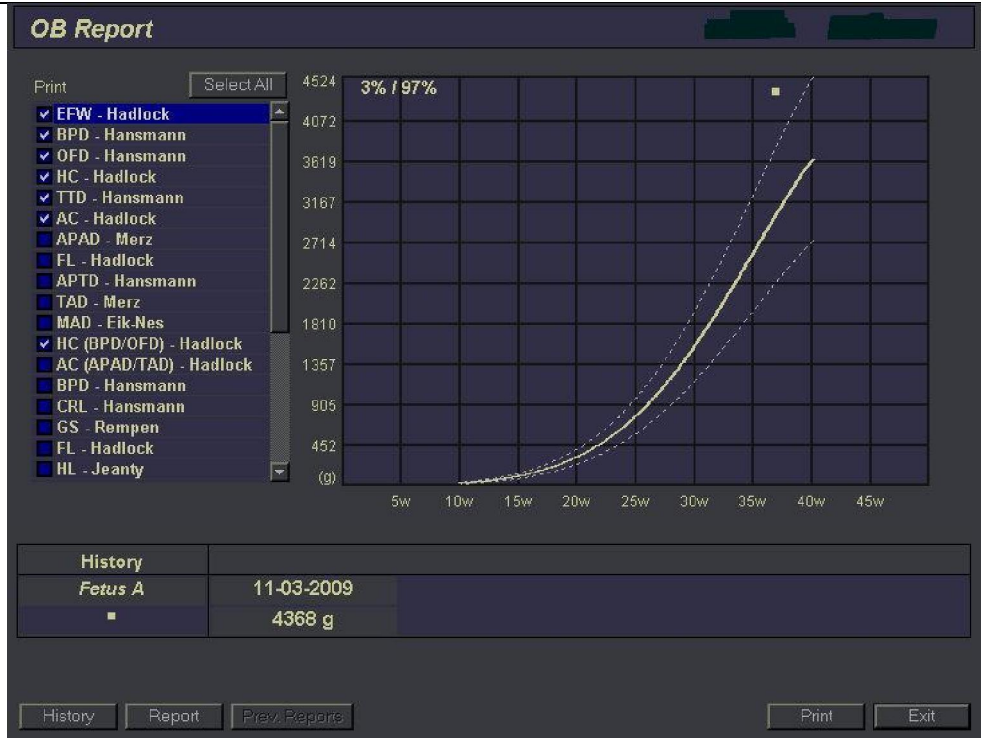 OB Report
Print
Select All
EFW - Hadlock
BPD - Hansmann
OFD - Hansmann
HC - Hadlock
TTD - Hansmann
AC - Hadlock
APAD - Merz
FL - Hadlock
APTD - Hansmann
TAD - Merz
MAD - Eik-Nes
HC (BPD/OFD) - Hadlock
AC (APAD/TAD) - Hadlock
BPD - Hansmann
CRL - Hansmann
GS - Rempen
FL - Hadlock
HL - Jeanty
3% / 97%
4524
4072
3619
3167
2714
2262
1810
1357
905
452
(g)
5w 10w 15w 20w 25w 30w 35w 40w 45w
History
Fetus A 11-03-2009
4368 g
History Report Prev. Reports Print Exit